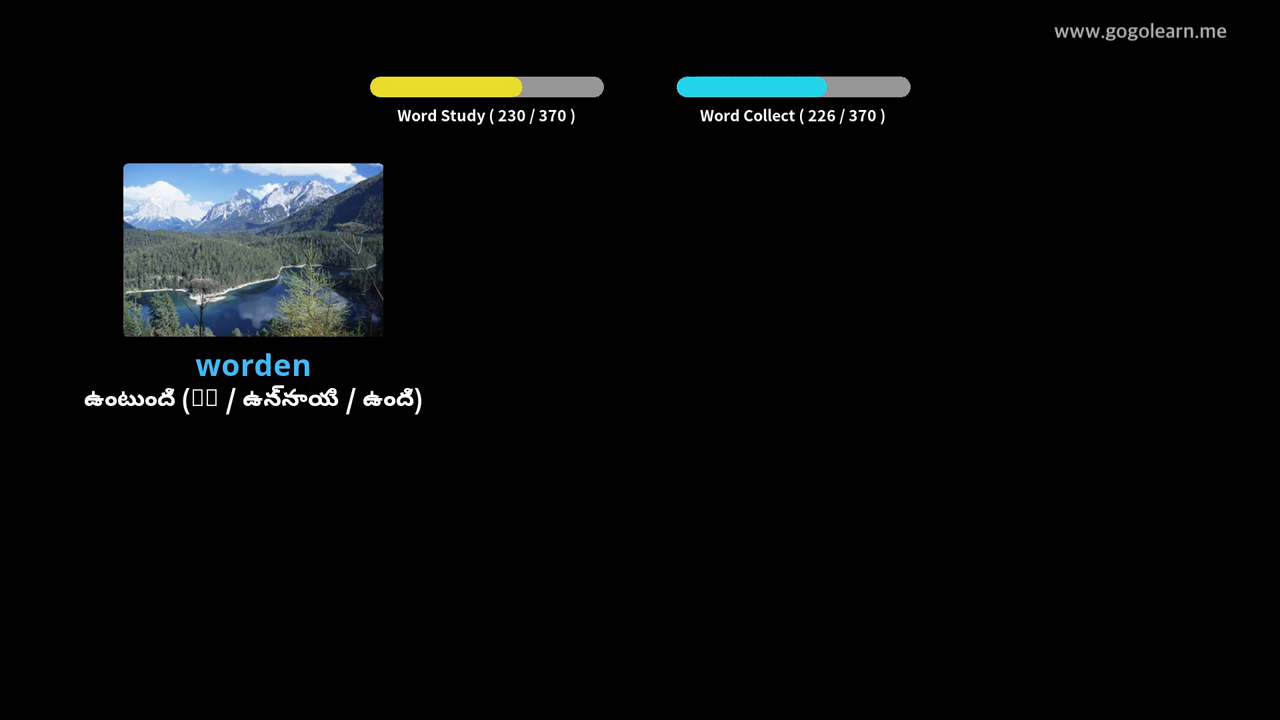 www.gogolearn.me
Word Study ( 230 / 370 )
Word Collect ( 226 / 370 )
worden
ఉంటుంది ( / ఉన్నాయి / ఉంది)